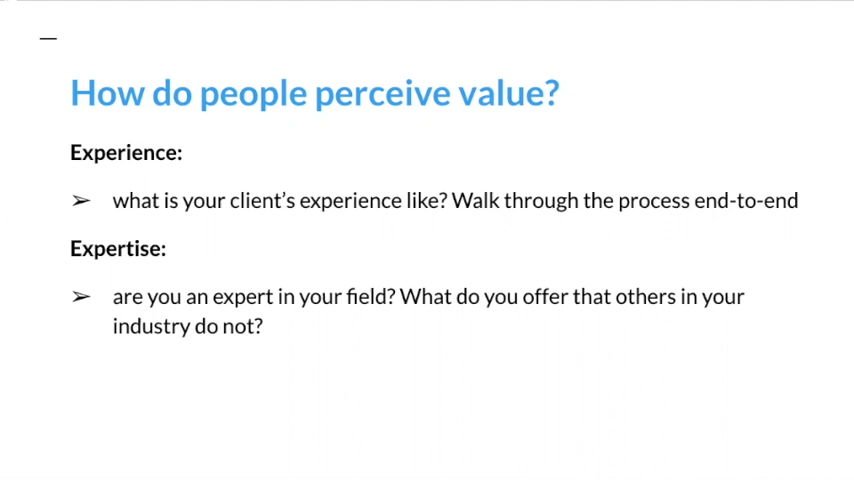 How do people perceive value?
Experience:
➢ what is your client’s experience like? Walk through the process end-to-end
Expertise:
➢ are you an expert in your field? What do you offer that others in your
industry do not?